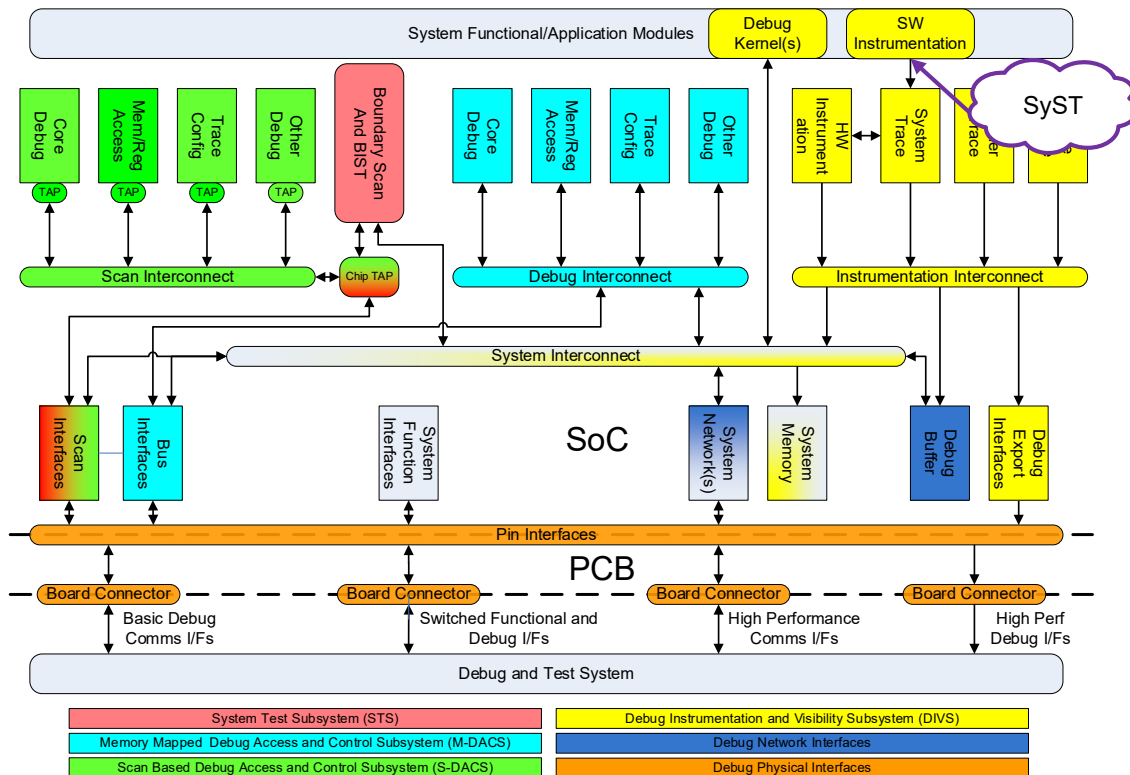 System Functional/Application Modules
Debug
Kernel(s)
SW
Instrumentation
SyST
Core
Debug
TAP
Mem/Reg
Access
TAP
Trace
Config
TAP
Other
Debug
TAP
Boundary Scan
And BIST
Core
Debug
Mem/Reg
Access
Trace
Config
Other
Debug
HW
Instrument
ation
System
Trace
Trace
Scan Interconnect
Chip TAP
Debug Interconnect
Instrumentation Interconnect
System Interconnect
Scan
Interfaces
Bus
Interfaces
System
Function
Interfaces
SoC
System
Network(s)
System
Memory
Debug
Buffer
Debug
Export
Interfaces
Pin Interfaces
PCB
Board Connector
Board Connector
Board Connector
Board Connector
Basic Debug
Comms I/Fs
Switched Functional and
Debug I/Fs
High Performance
Comms I/Fs
High Perf
Debug I/Fs
Debug and Test System
System Test Subsystem (STS)
Debug Instrumentation and Visibility Subsystem (DIVS)
Memory Mapped Debug Access and Control Subsystem (M-DACS)
Debug Network Interfaces
Scan Based Debug Access and Control Subsystem (S-DACS)
Debug Physical Interfaces